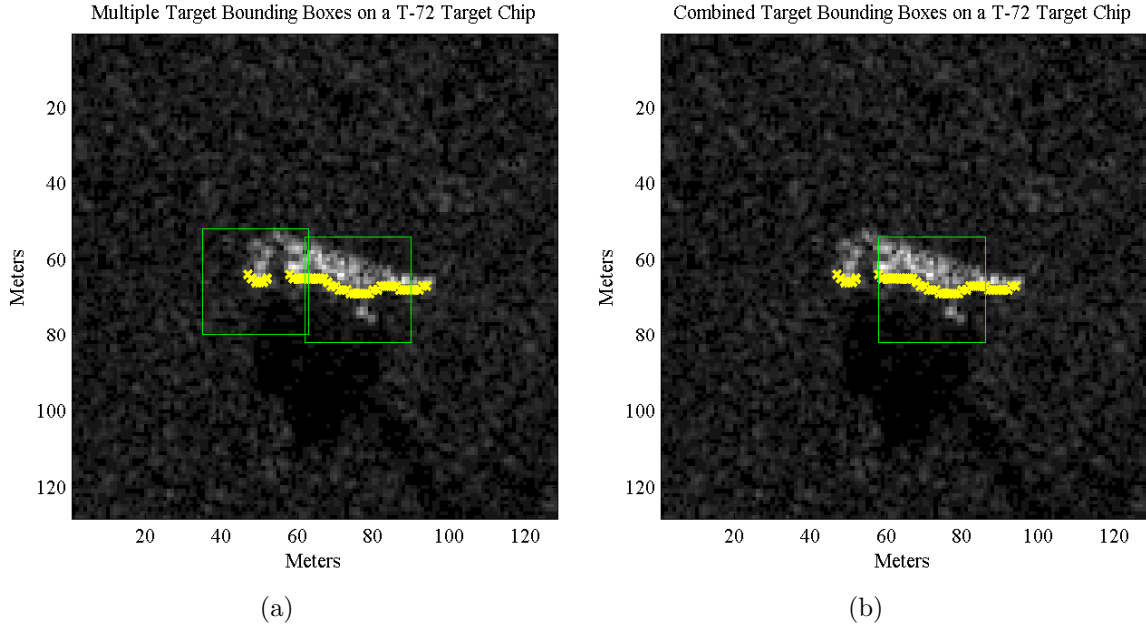 Multiple Target Bounding Boxes on a T-72 Target Chip
20
40
60
80
100
120
Meters
20 40 60 80 100 120
Meters
(a)
Combined Target Bounding Boxes on a T-72 Target Chip
20
40
60
80
100
120
Meters
20 40 60 80 100 120
Meters
(b)